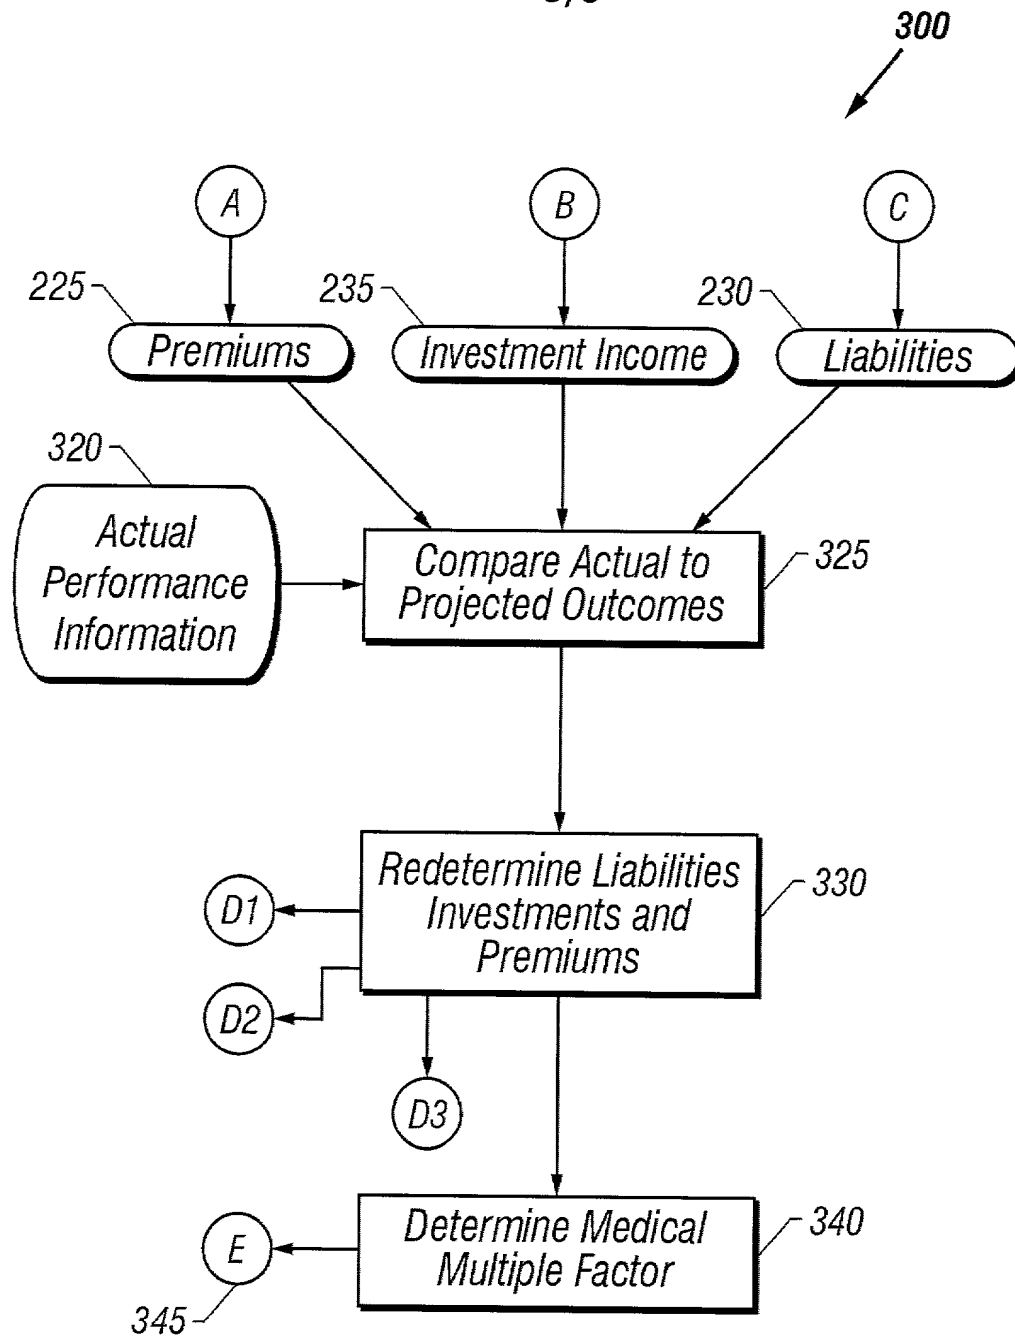 300
A
B
C
225
235
230
Premiums
Investment Income
Liabilities
320
Actual
Performance
Information
Compare Actual to
Projected Outcomes
325
Redetermine Liabilities
Investments and
Premiums
330
D1
D2
D3
Determine Medical
Multiple Factor
340
E
345